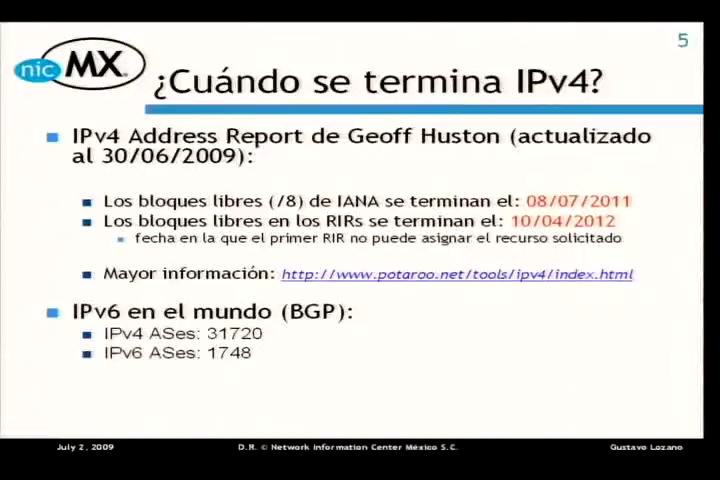 5
nic MX
¿Cuándo se termina IPv4?
IPv4 Address Report de Geoff Huston (actualizado
al 30/06/2009):
Los bloques libres (/8) de IANA se terminan el: 08/07/2011
Los bloques libres en los RIRs se terminan el: 10/04/2012
fecha en la que el primer RIR no puede asignar el recurso solicitado
Mayor información: http://www.potaroo.net/tools/ipv4/index.html
IPv6 en el mundo (BGP):
IPv4 ASes: 31720
IPv6 ASes: 1748
July 2, 2009 D.R. © Network Information Center México S.C. Gustavo Lozano